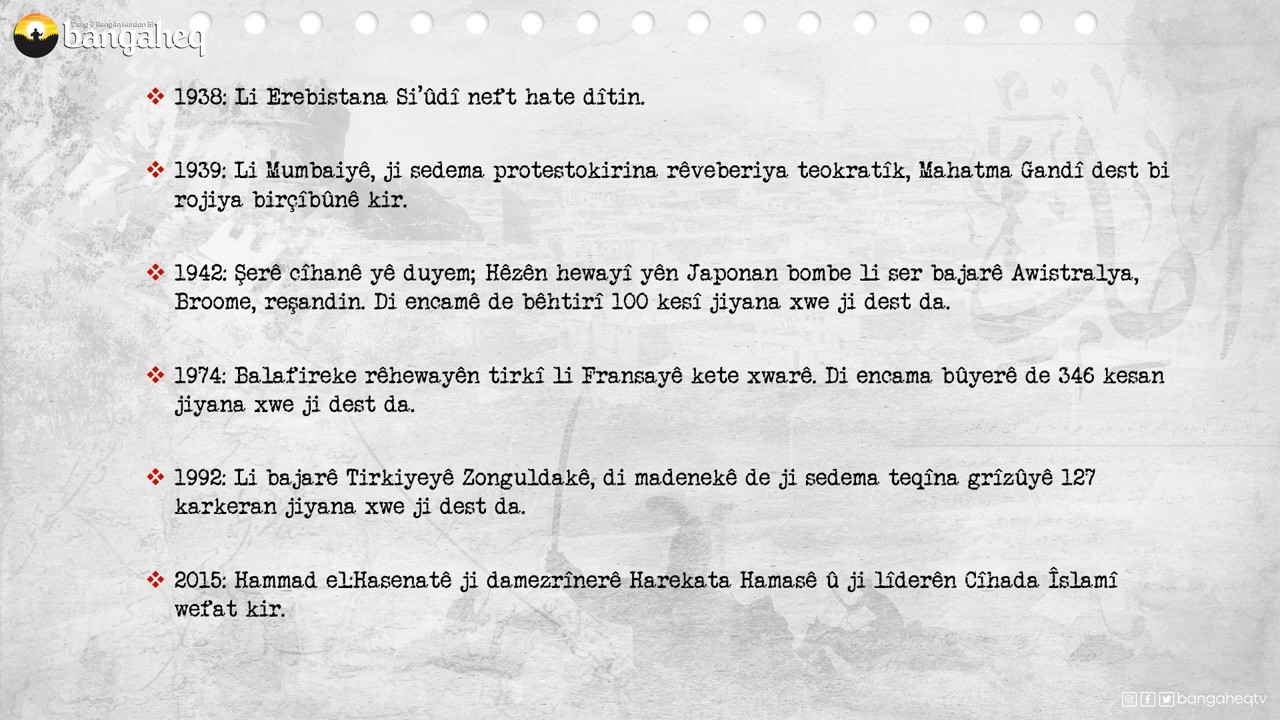 Deng û Rengên Kurdan Bi
bangaheq
1938: Li Erebistana Si'ûdî neft hate dîtin.
1939: Li Mumbaiyê, ji sedema protestokirina rêveberiya teokratîk, Mahatma Gandî dest bi
rojiya birçîbûnê kir.
1942: Şerê cîhanê yê duyem; Hêzên hewayî yên Japonan bombe li ser bajarê Awistralya,
Broome, reşandin. Di encamê de bêhtirî 100 kesî jiyana xwe ji dest da.
1974: Balafireke rêhewayên tirkî li Fransayê kete xwarê. Di encama bûyerê de 346 kesan
jiyana xwe ji dest da.
1992: Li bajarê Tirkiyeyê Zonguldakê, di madenekê de ji sedema teqîna grîzûyê 127
karkeran jiyana xwe ji dest da.
2015: Hammad el-Hasenatê ji damezrînerê Harekata Hamasê û ji lîderên Cîhada Îslamî
wefat kir.
bangaheqtv